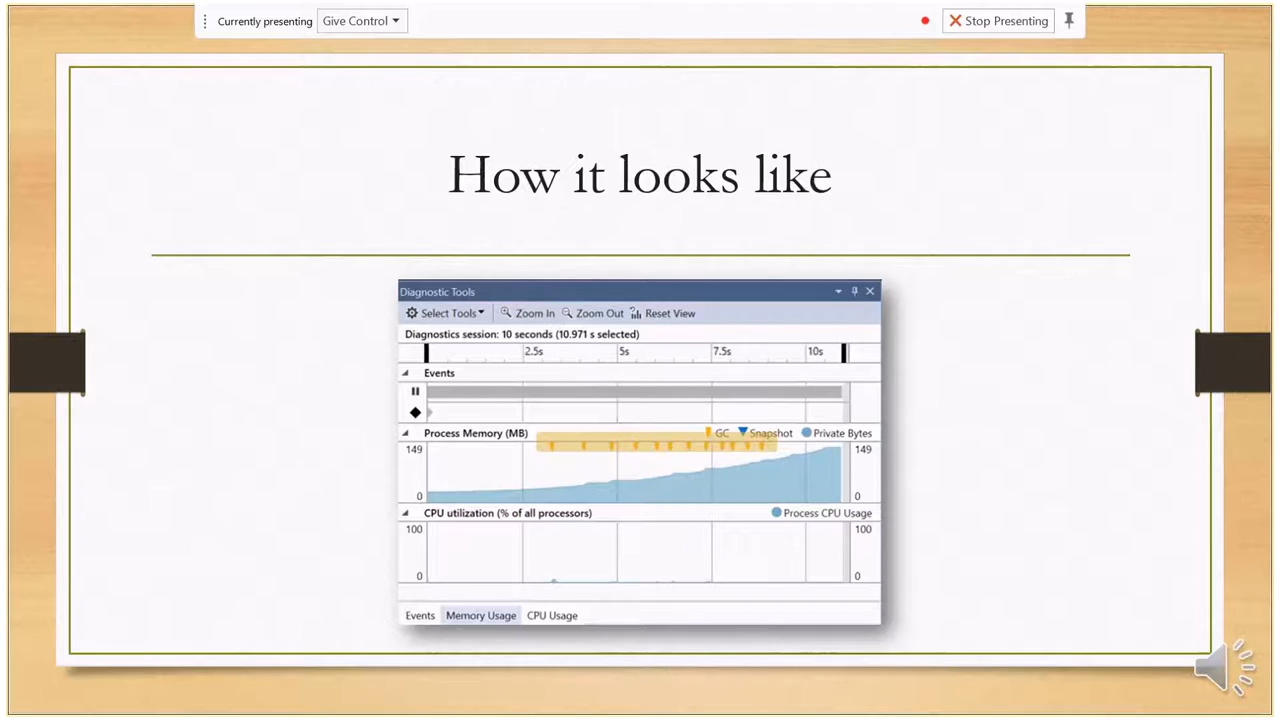 Currently presenting Give Control Stop Presenting
How it looks like
Diagnostic Tools
Select Tools Zoom In Zoom Out Reset View
Diagnostics session: 10 seconds (10.971 s selected)
2.5s 5s 7.5s 10s
Events
Process Memory (MB) GC Snapshot Private Bytes
149 149
0 0
CPU utilization (% of all processors) Process CPU Usage
100 100
0 0
Events Memory Usage CPU Usage